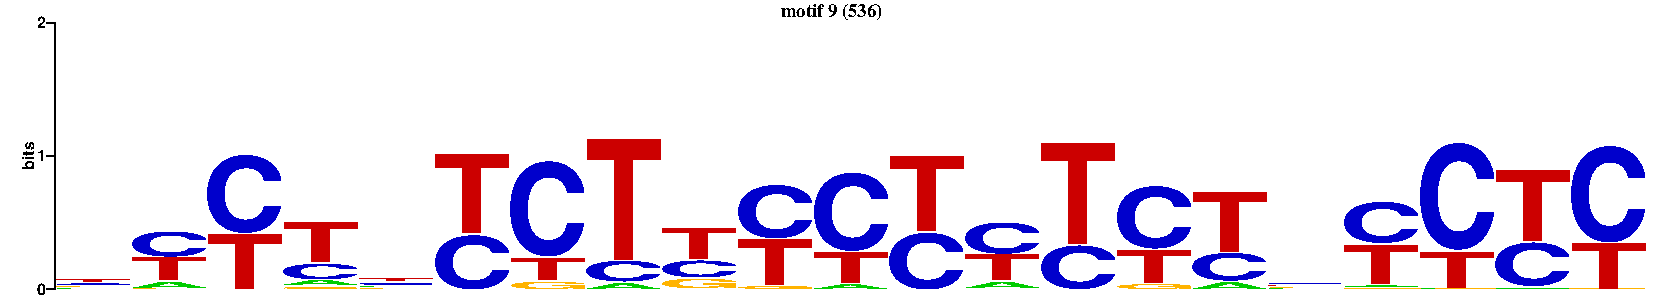 motif 9 (536)
2
bits
1
0
C C T T C T T C C T C T C T C C T C
T T C C T C C T T C T C T C T T C T
A A G A G A A G A